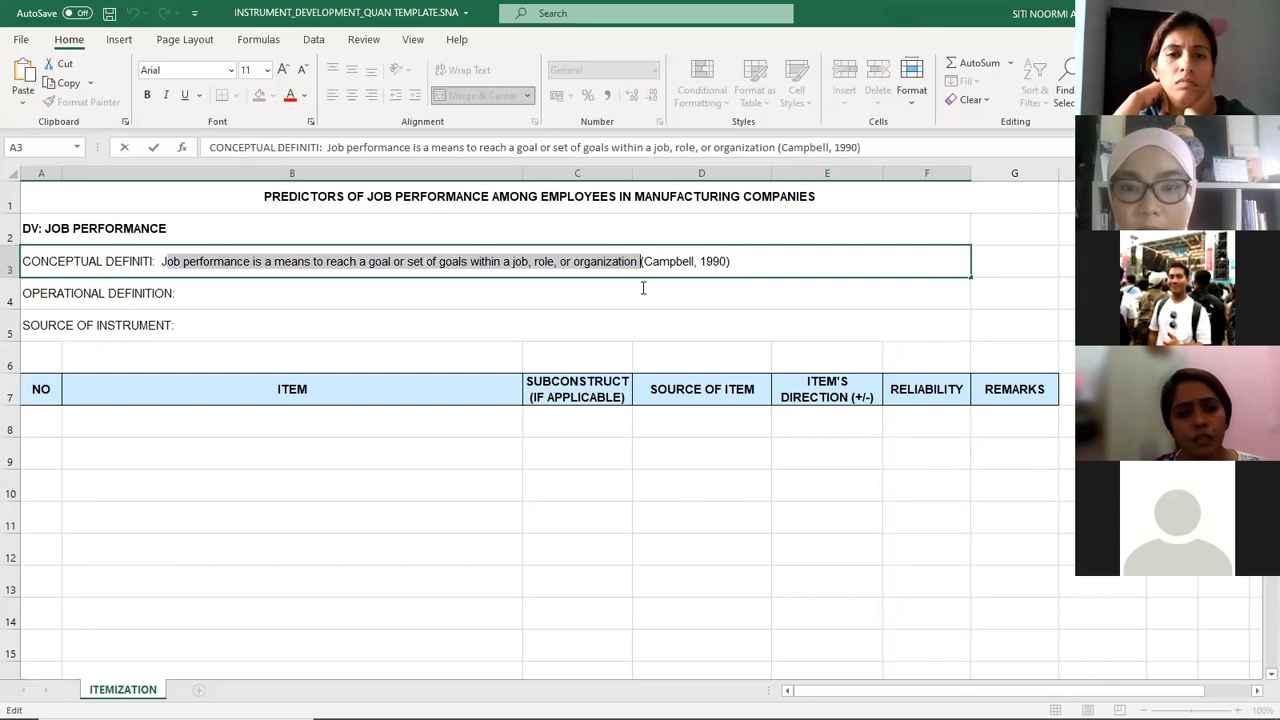 AutoSave Off INSTRUMENT_DEVELOPMENT_QUAN TEMPLATE.SNA Search SITI NOORMI A
File Home Insert Page Layout Formulas Data Review View Help
Paste Cut Copy Format Painter Clipboard
Arial 11 Font
Wrap Text Merge & Center Alignment
General Number
Conditional Formatting Format as Table Cell Styles Styles
Insert Delete Format Cells
AutoSum Fill Clear Sort & Filter Find Selec Editing
A3 fx CONCEPTUAL DEFINITI: Job performance is a means to reach a goal or set of goals within a job, role, or organization (Campbell, 1990)
A B C D E F G
1 PREDICTORS OF JOB PERFORMANCE AMONG EMPLOYEES IN MANUFACTURING COMPANIES
2 DV: JOB PERFORMANCE
3 CONCEPTUAL DEFINITI: Job performance is a means to reach a goal or set of goals within a job, role, or organization (Campbell, 1990)
4 OPERATIONAL DEFINITION:
5 SOURCE OF INSTRUMENT:
6
7 NO ITEM SUBCONSTRUCT (IF APPLICABLE) SOURCE OF ITEM ITEM'S DIRECTION (+/-) RELIABILITY REMARKS
8
9
10
11
12
13
14
15
ITEMIZATION
Edit 100%